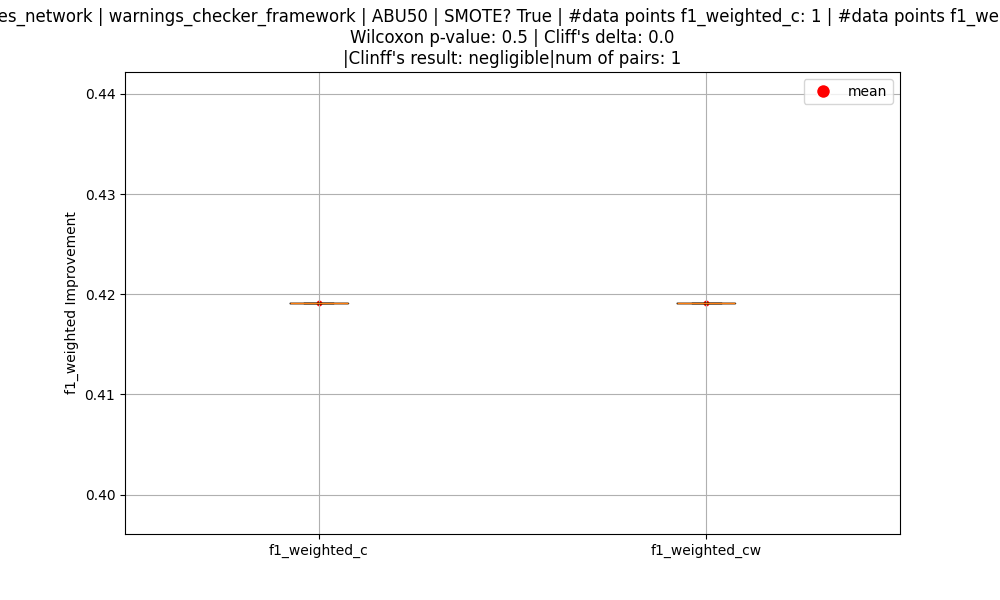 es_network | warnings_checker_framework | ABU50 | SMOTE? True | #data points f1_weighted_c: 1 | #data points f1_we
Wilcoxon p-value: 0.5 | Cliff's delta: 0.0
|Clinff's result: negligible|num of pairs: 1
mean
0.44
0.43
0.42
0.41
0.40
f1_weighted Improvement
f1_weighted_c
f1_weighted_cw